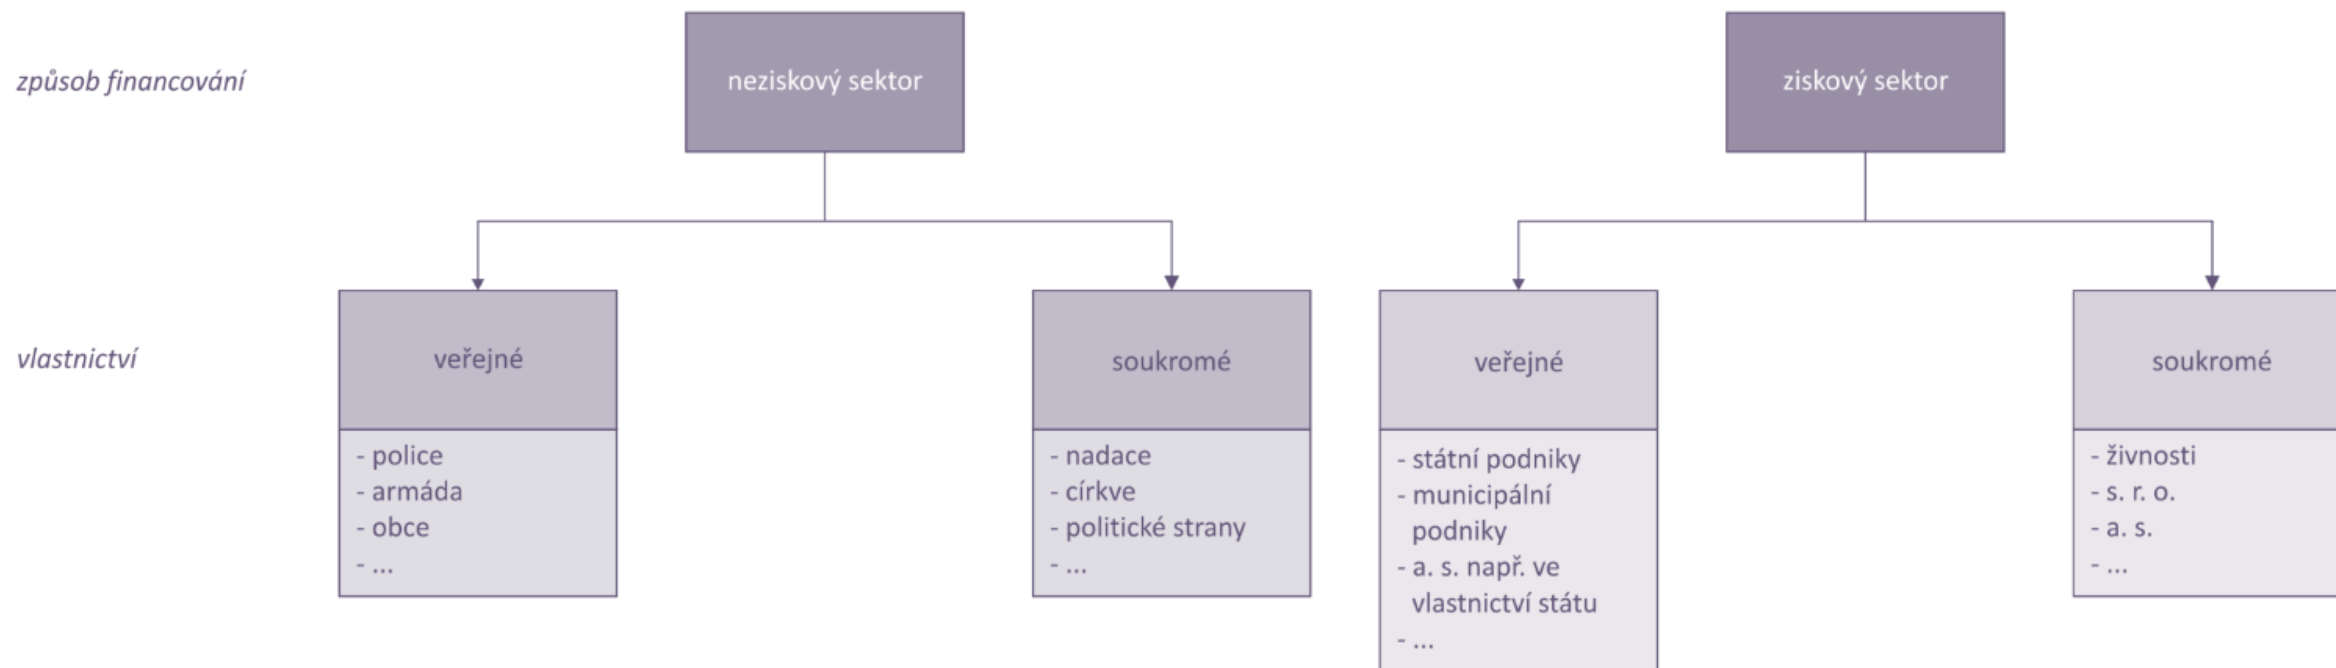 způsob financování
neziskový sektor
ziskový sektor
vlastnictví
veřejné
- police
- armáda
- obce
- ...
soukromé
- nadace
- církve
- politické strany
- ...
veřejné
- státní podniky
- municipální
podniky
- a. s. např. ve
vlastnictví státu
- ...
soukromé
- živnosti
- s. r. o.
- a. s.
- ...